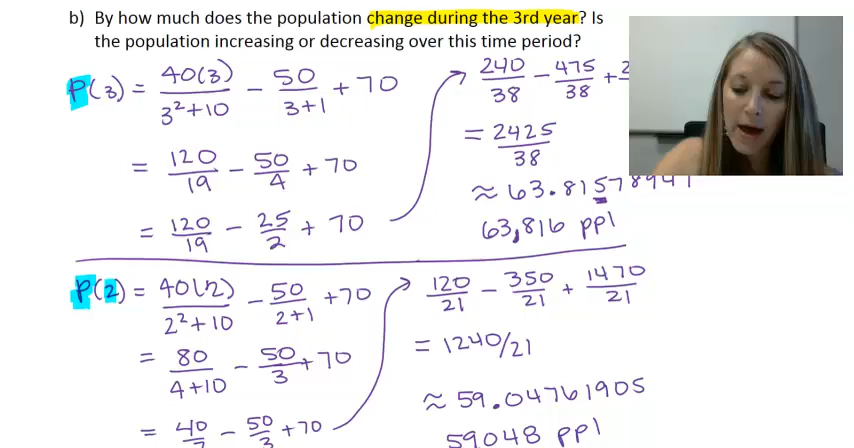 b) By how much does the population change during the 3rd year? Is
the population increasing or decreasing over this time period?
P(3) = 40(3)/3²+10 − 50/3+1 + 70
= 120/19 − 50/4 + 70
= 120/19 − 25/2 + 70
240/38 − 475/38 + 2
= 2425/38
≈ 63.81578947
63,816 ppl
P(2) = 40(2)/2²+10 − 50/2+1 + 70
= 80/4+10 − 50/3 + 70
= 40/7 − 50/3 + 70
120/21 − 350/21 + 1470/21
= 1240/21
≈ 59.04761905
59048 ppl